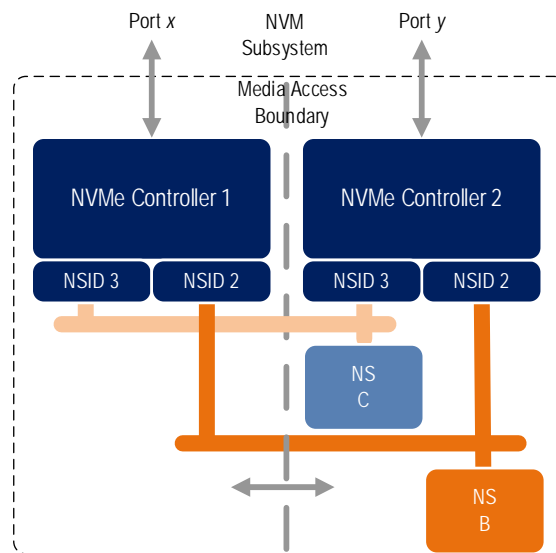 Port x
NVM
Subsystem
Port y
Media Access
Boundary
NVMe Controller 1
NVMe Controller 2
NSID 3
NSID 2
NSID 3
NSID 2
NS
C
NS
B